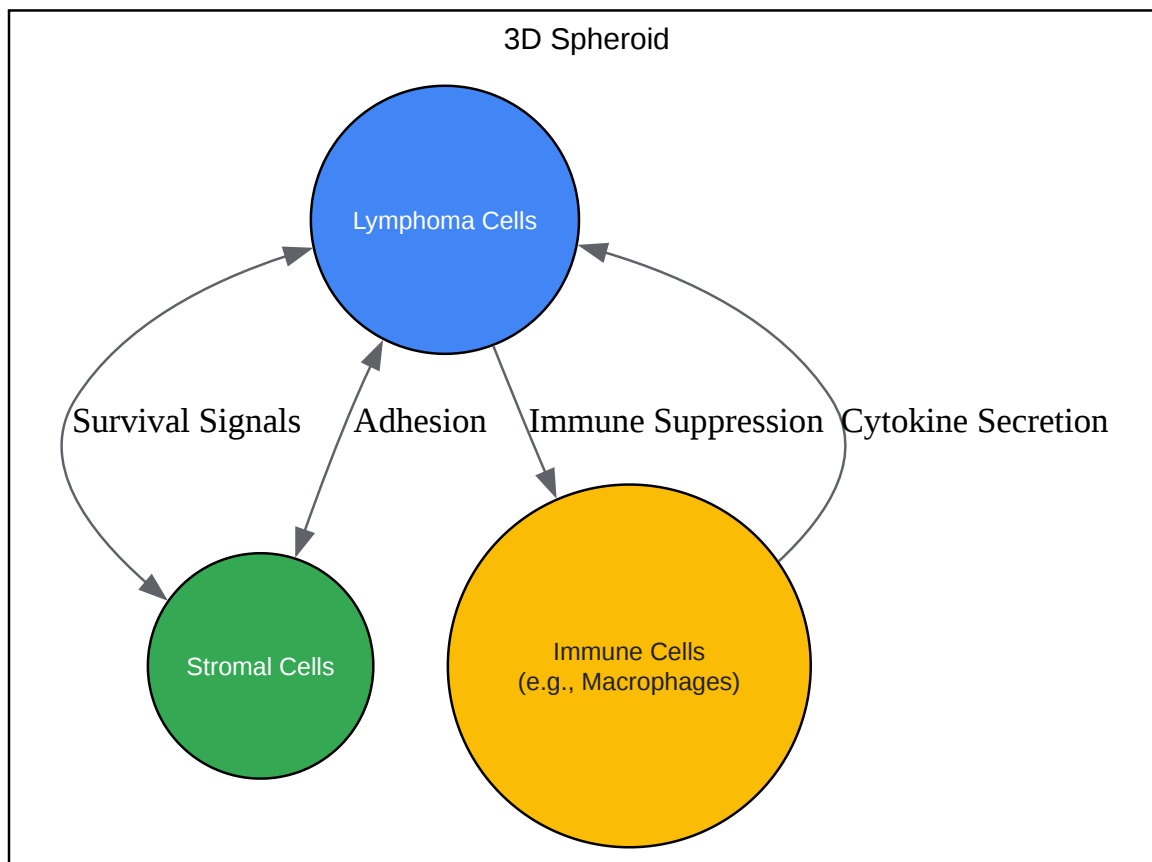 3D Spheroid
Lymphoma Cells
Survival Signals
Adhesion
Immune Suppression
Cytokine Secretion
Stromal Cells
Immune Cells
(e.g., Macrophages)